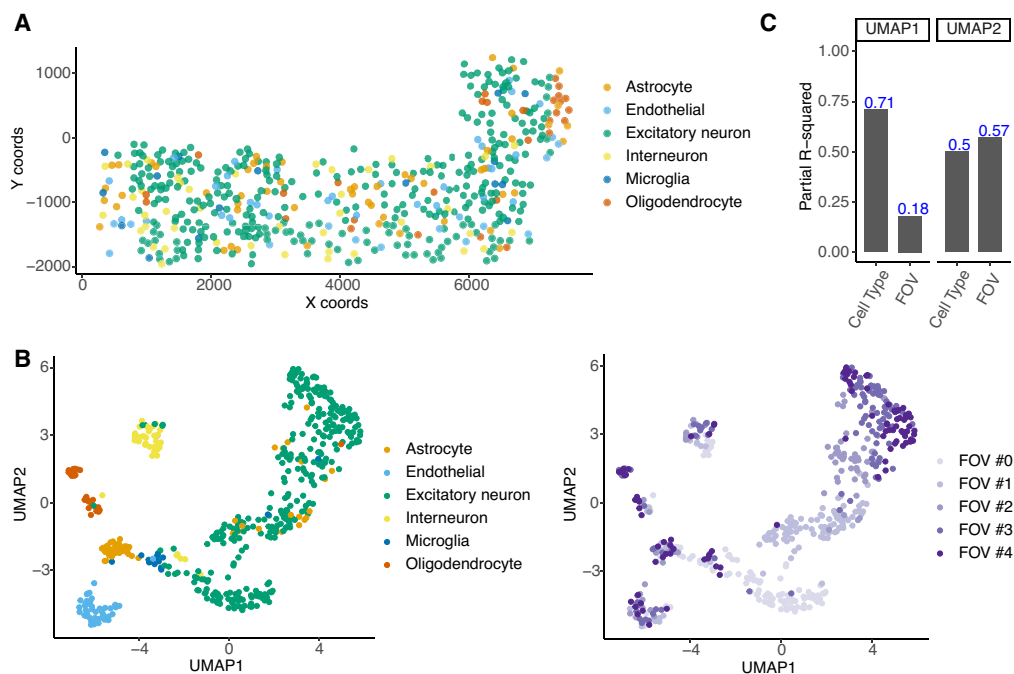 A
Y coords
1000
0
−1000
−2000
0
2000
4000
6000
X coords
Astrocyte
Endothelial
Excitatory neuron
Interneuron
Microglia
Oligodendrocyte
C
UMAP1
UMAP2
Partial R−squared
1.00
0.75
0.50
0.25
0.00
0.71
0.18
0.5
0.57
Cell Type
FOV
Cell Type
FOV
B
UMAP2
6
3
0
−3
−4
0
4
UMAP1
Astrocyte
Endothelial
Excitatory neuron
Interneuron
Microglia
Oligodendrocyte
UMAP2
6
3
0
−3
−4
0
4
UMAP1
FOV #0
FOV #1
FOV #2
FOV #3
FOV #4